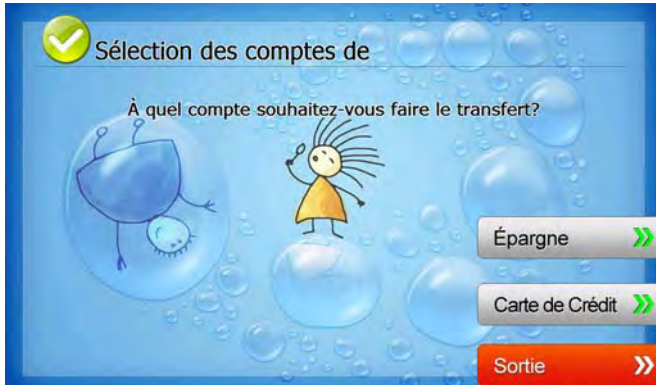 Sélection des comptes de
À quel compte souhaitez-vous faire le transfert?
Épargne
Carte de Crédit
Sortie